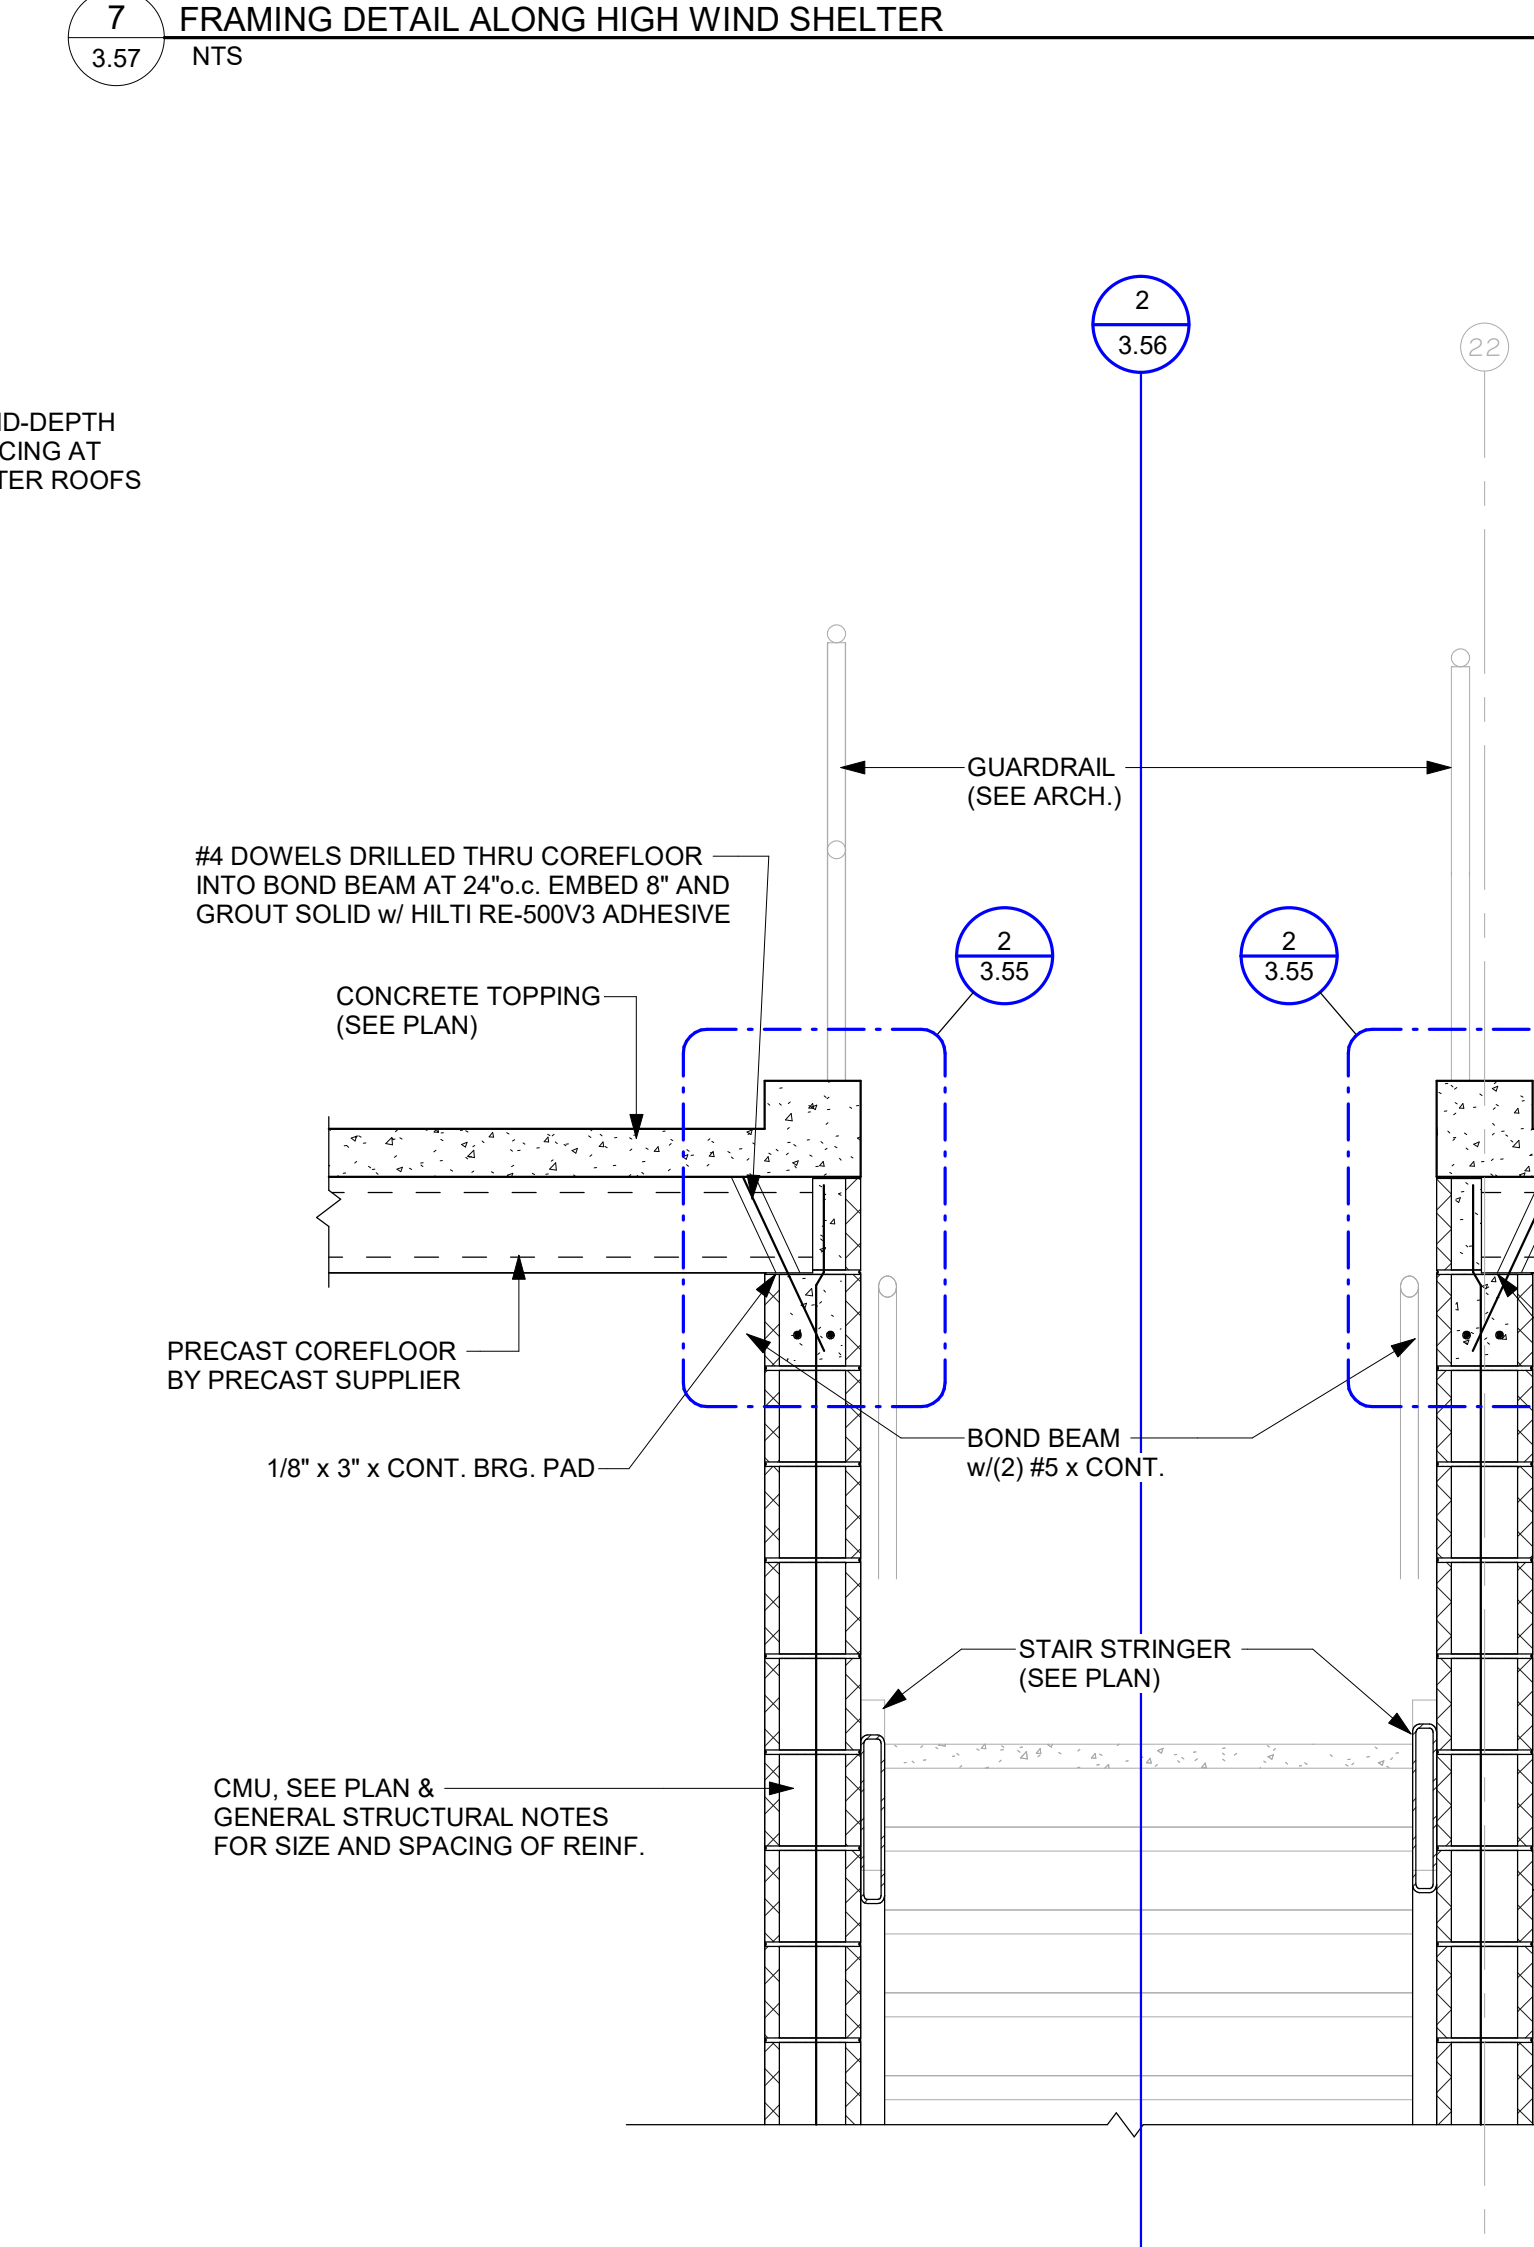 7
FRAMING DETAIL ALONG HIGH WIND SHELTER
3.57
NTS
2
3.56
22
ROOFS
GUARDRAIL
(SEE ARCH.)
#4 DOWELS DRILLED THRU COREFLOOR
INTO BOND BEAM AT 24"o.c. EMBED 8" AND
GROUT SOLID w/ HILTI RE-500V3 ADHESIVE
2
3.55
2
3.55
CONCRETE TOPPING
(SEE PLAN)
PRECAST COREFLOOR
BY PRECAST SUPPLIER
BOND BEAM
w/(2) #5 x CONT.
1/8" x 3" x CONT. BRG. PAD
STAIR STRINGER
(SEE PLAN)
CMU, SEE PLAN &
GENERAL STRUCTURAL NOTES
FOR SIZE AND SPACING OF REINF.